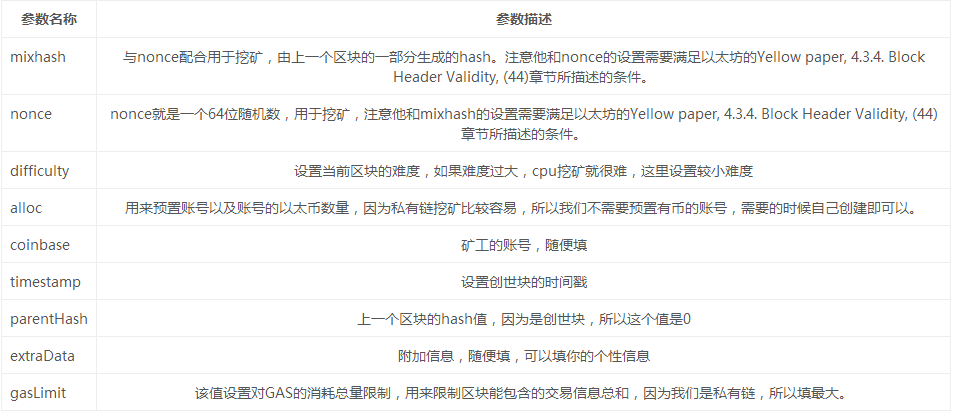 参数名称 参数描述
mixhash 与nonce配合用于挖矿，由上一个区块的一部分生成的hash。注意他和nonce的设置需要满足以太坊的Yellow paper, 4.3.4. Block
Header Validity, (44)章节所描述的条件。
nonce nonce就是一个64位随机数，用于挖矿，注意他和mixhash的设置需要满足以太坊的Yellow paper, 4.3.4. Block Header Validity, (44)
章节所描述的条件。
difficulty 设置当前区块的难度，如果难度过大，cpu挖矿就很难，这里设置较小难度
alloc 用来预置账号以及账号的以太币数量，因为私有链挖矿比较容易，所以我们不需要预置有币的账号，需要的时候自己创建即可以。
coinbase 矿工的账号，随便填
timestamp 设置创世块的时间戳
parentHash 上一个区块的hash值，因为是创世块，所以这个值是0
extraData 附加信息，随便填，可以填你的个性信息
gasLimit 该值设置对GAS的消耗总量限制，用来限制区块能包含的交易信息总和，因为我们是私有链，所以填最大。